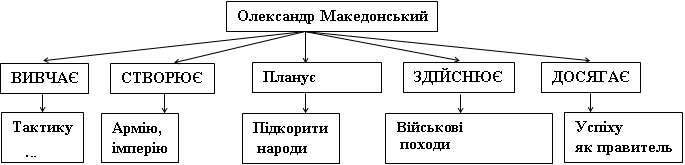 Олександр Македонський
ВИВЧАЄ
СТВОРЮЄ
Планує
ЗДІЙСНЮЄ
ДОСЯГАЄ
Тактику
...
Армію,
імперію
Підкорити
народи
Військові
походи
Успіху
як правитель